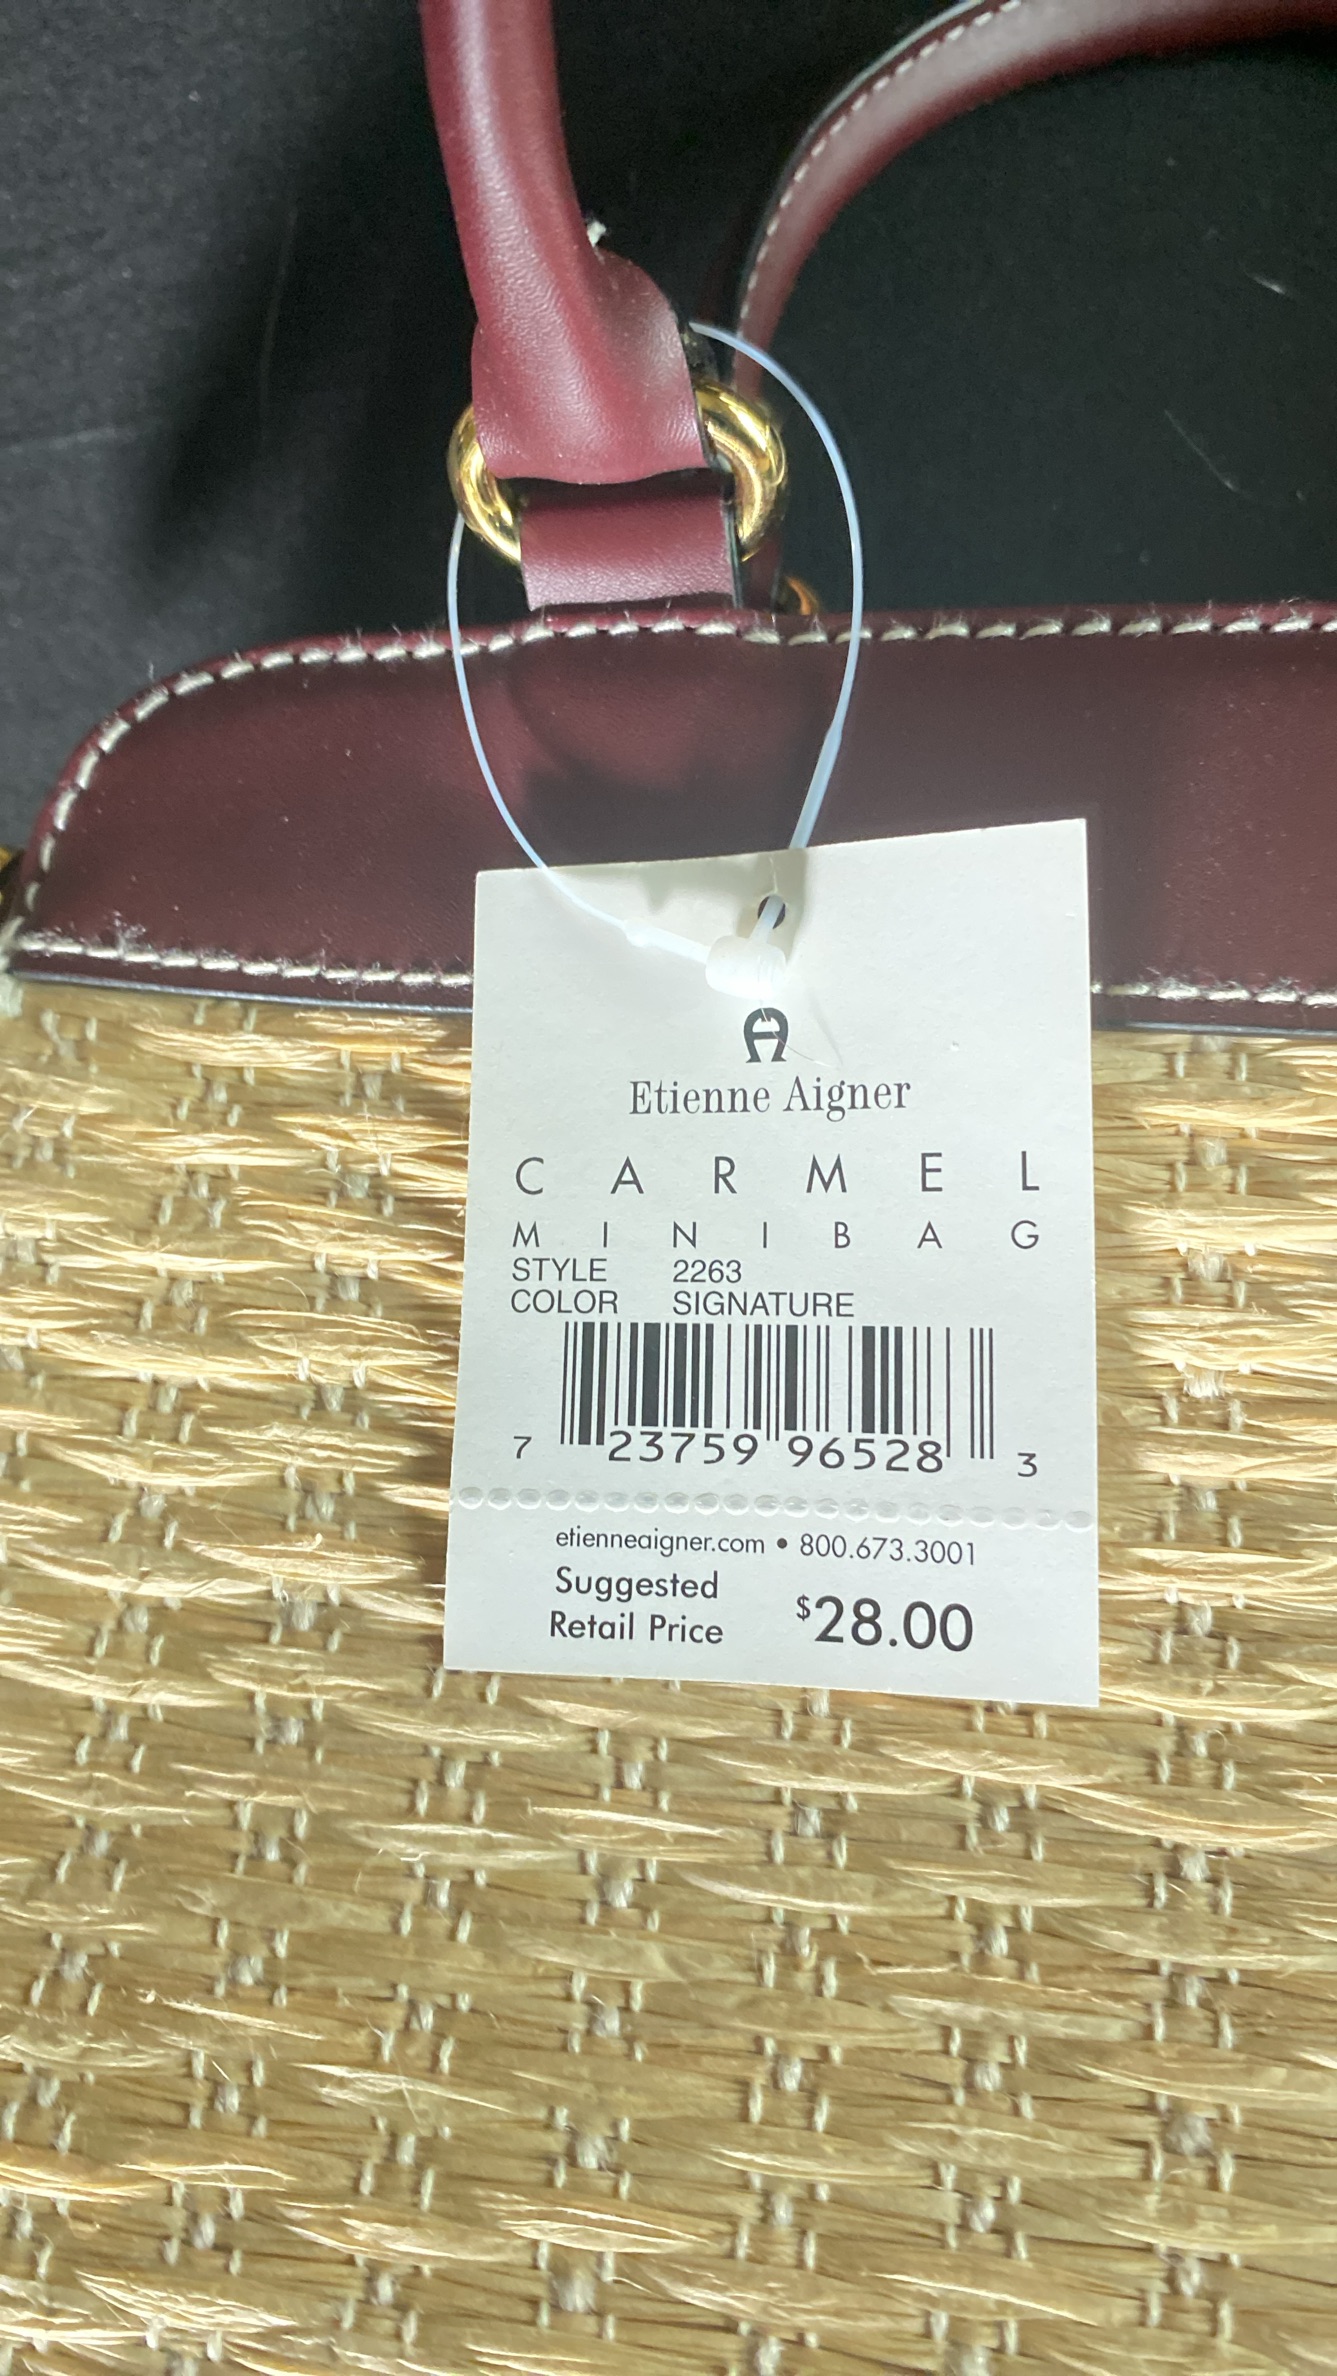 Etienne Aigner
CARMEL
MINIBAG
STYLE 2263
COLOR SIGNATURE
7 23759 96528 3
etienneaigner.com • 800.673.3001
Suggested
Retail Price $28.00